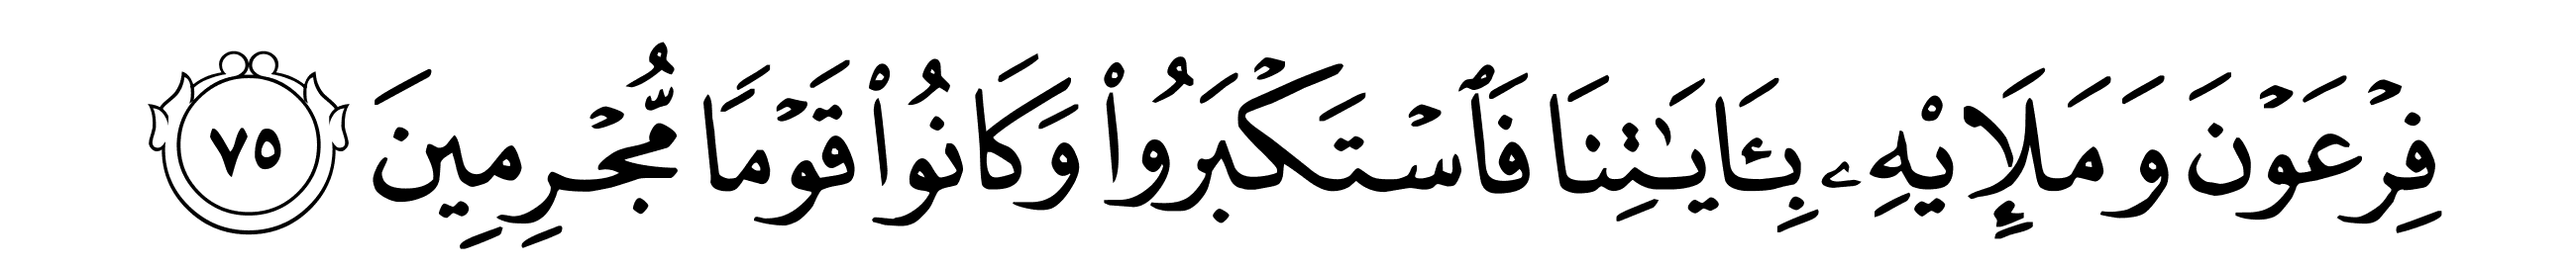 فِرۡعَوۡنَ وَمَلَإِيْهِۦ بِـَٔايَٰتِنَا فَٱسۡتَكۡبَرُواْ وَكَانُواْ قَوۡمٗا مُّجۡرِمِينَ ٧٥